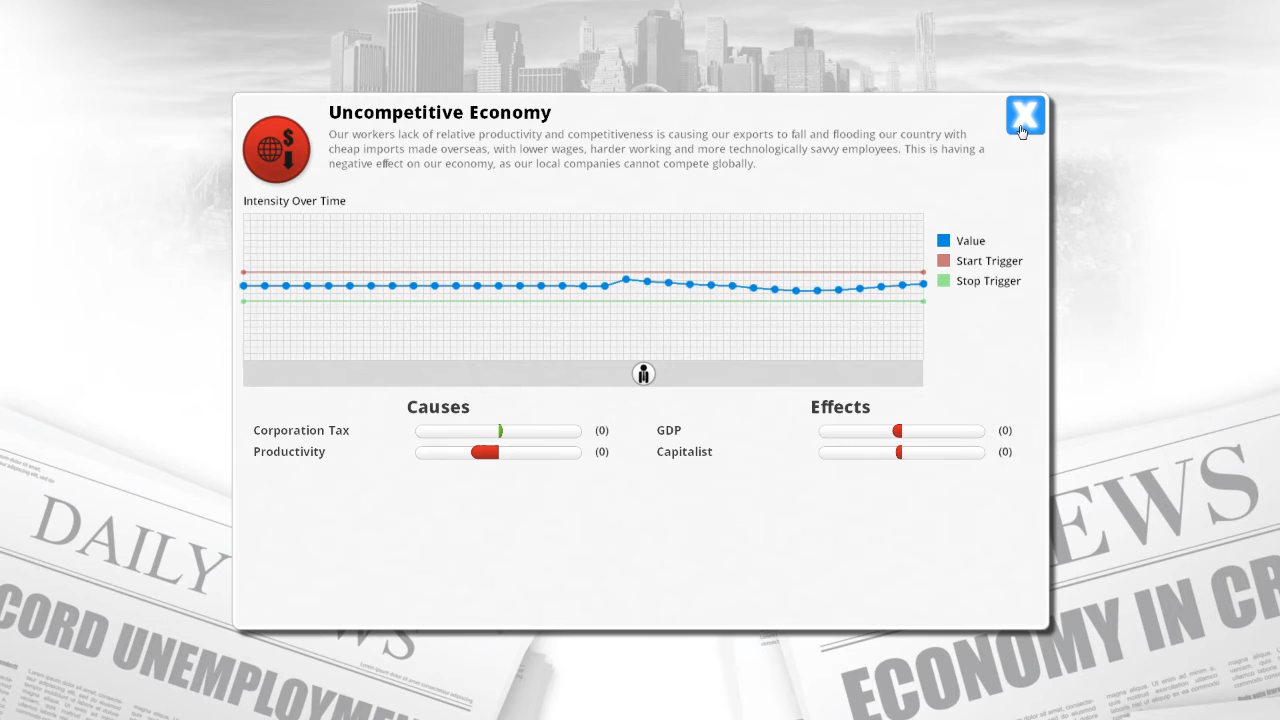 Uncompetitive Economy
X
Our workers lack of relative productivity and competitiveness is causing our exports to fall and flooding our country with
cheap imports made overseas, with lower wages, harder working and more technologically savvy employees. This is having a
negative effect on our economy, as our local companies cannot compete globally.
$
Intensity Over Time
Value
Start Trigger
Stop Trigger
Causes
Effects
Corporation Tax (0)
GDP (0)
Productivity (0)
Capitalist (0)
DAILY
EWS
WS
CORD UNEMPLOYME
ECONOMY IN CR